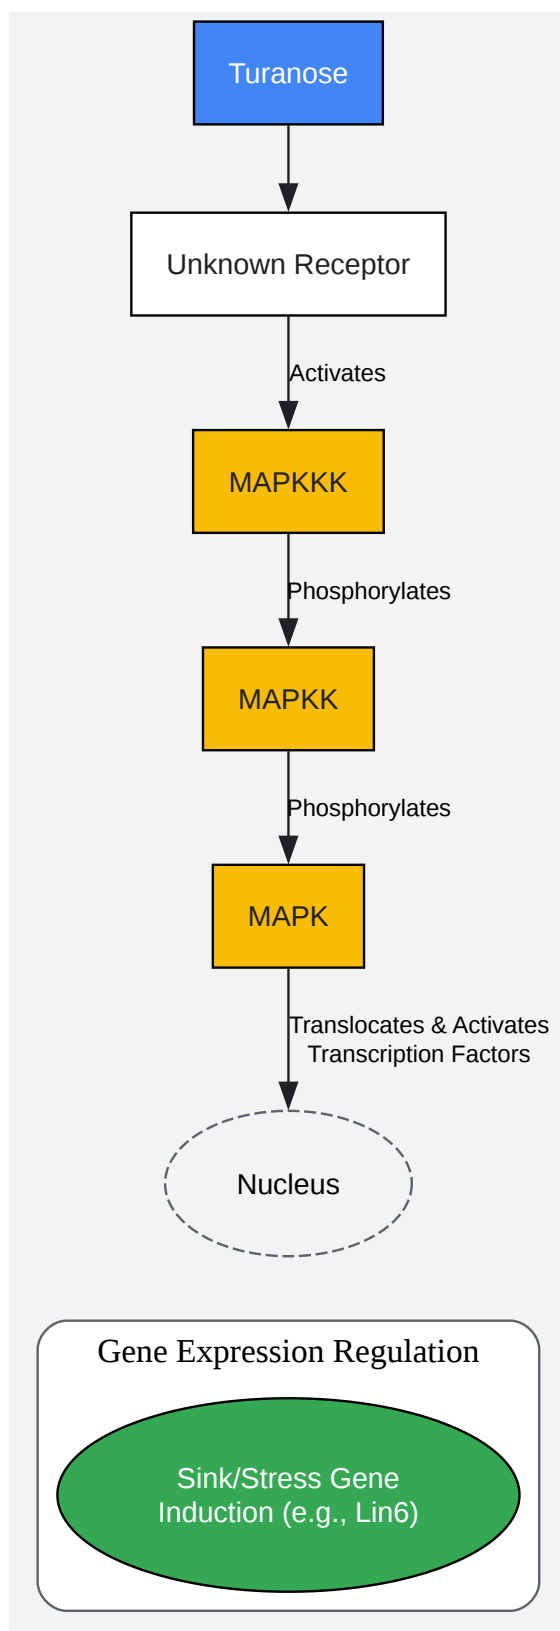 Turanose
Unknown Receptor
Activates
MAPKKK
Phosphorylates
MAPKK
Phosphorylates
MAPK
Translocates & Activates
Transcription Factors
Nucleus
Gene Expression Regulation
Sink/Stress Gene
Induction (e.g., Lin6)